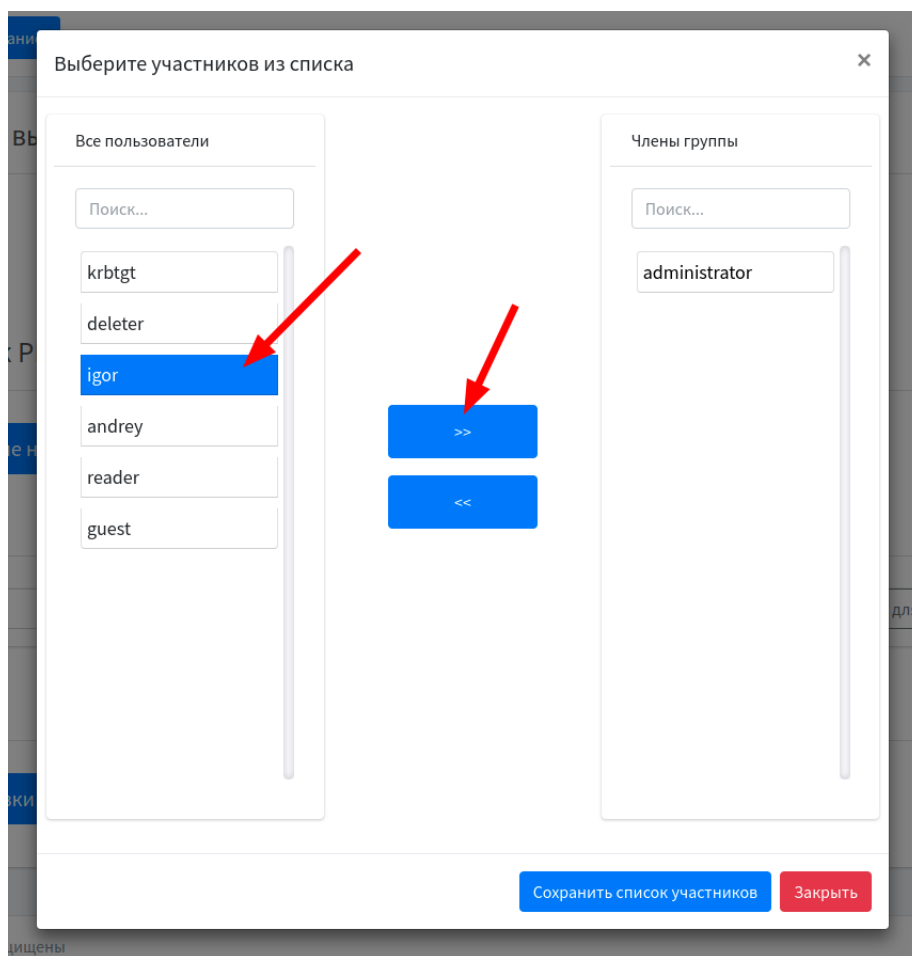 Выберите участников из списка
×
Все пользователи
Поиск...
krbtgt
deleter
igor
andrey
reader
guest
>>
<<
Члены группы
Поиск...
administrator
Сохранить список участников
Закрыть